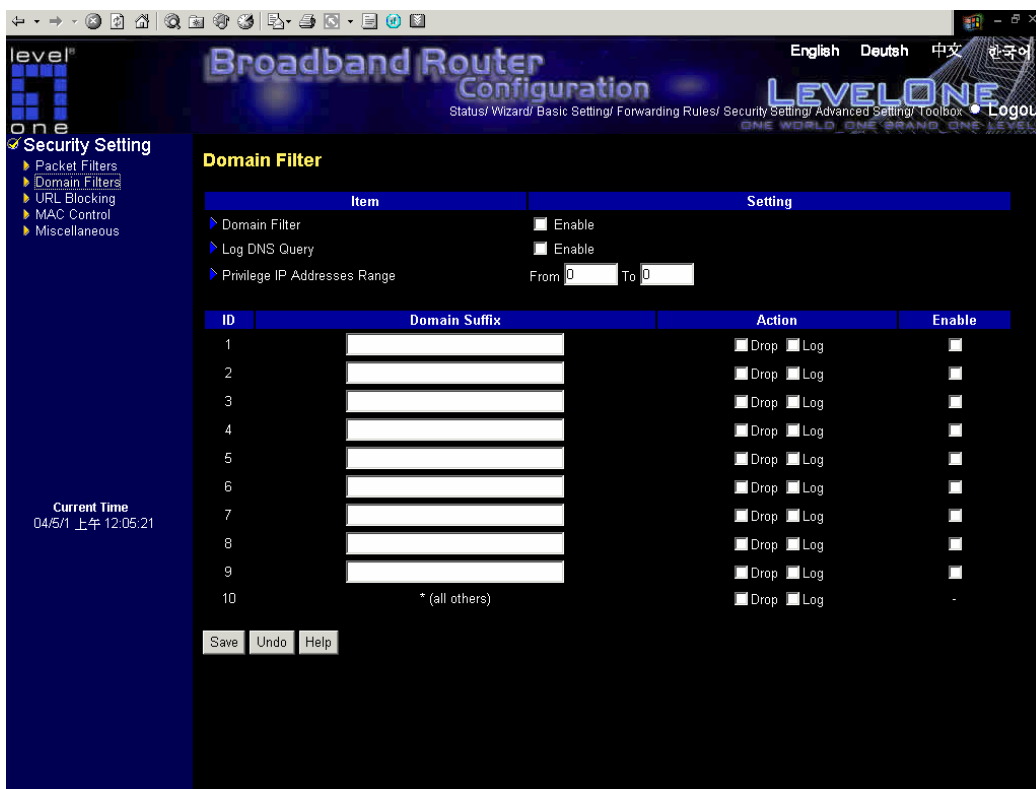 level®
one
Broadband Router
Configuration
English Deutsh 中文 한국어
LEVELONE
Status/ Wizard/ Basic Setting/ Forwarding Rules/ Security Setting/ Advanced Setting/ Toolbox Logou
ONE WORLD_ONE BRAND_ONE LEVEL
Security Setting
Packet Filters
Domain Filters
URL Blocking
MAC Control
Miscellaneous
Current Time
04/5/1 上午 12:05:21
Domain Filter
Item Setting
Domain Filter Enable
Log DNS Query Enable
Privilege IP Addresses Range From 0 To 0
ID Domain Suffix Action Enable
1 Drop Log
2 Drop Log
3 Drop Log
4 Drop Log
5 Drop Log
6 Drop Log
7 Drop Log
8 Drop Log
9 Drop Log
10 * (all others) Drop Log -
Save Undo Help